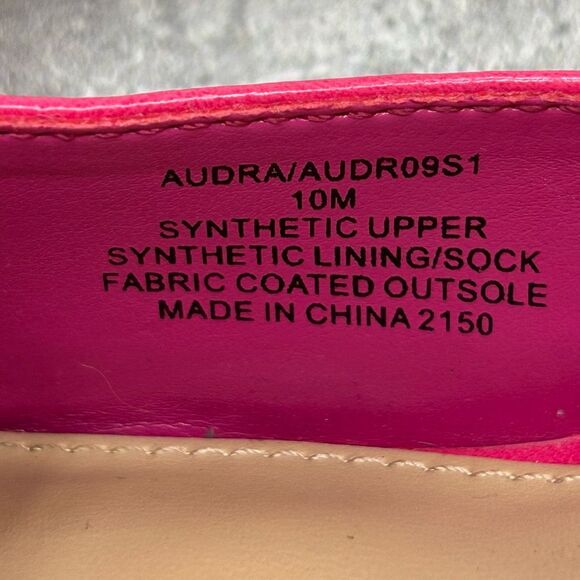 AUDRA/AUDR09S1
10M
SYNTHETIC UPPER
SYNTHETIC LINING/SOCK
FABRIC COATED OUTSOLE
MADE IN CHINA 2150